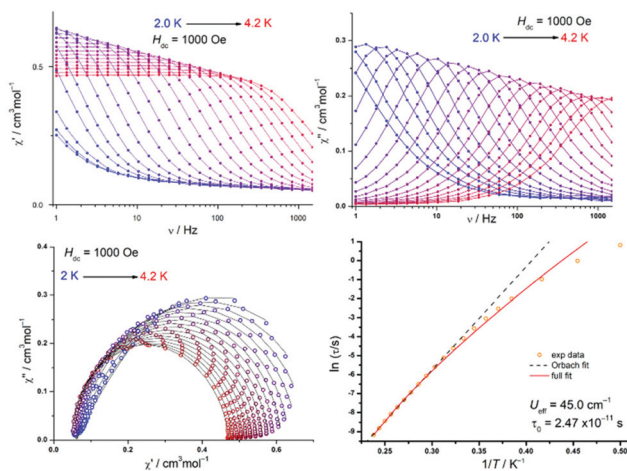 2.0 K → 4.2 K
H_dc = 1000 Oe
χ' / cm³mol⁻¹
0.5
0.0
1 10 100 1000
ν / Hz
H_dc = 1000 Oe
2.0 K → 4.2 K
χ" / cm³mol⁻¹
0.3
0.2
0.1
0.0
1 10 100 1000
ν / Hz
H_dc = 1000 Oe
2 K → 4.2 K
χ" / cm³mol⁻¹
0.4
0.3
0.2
0.1
0.0
0.0 0.2 0.4 0.6
χ' / cm³mol⁻¹
ln (τ/s)
1
0
-1
-2
-3
-4
-5
-6
-7
-8
-9
exp data
Orbach fit
full fit
U_eff = 45.0 cm⁻¹
τ₀ = 2.47 x10⁻¹¹ s
0.25 0.30 0.35 0.40 0.45 0.50
1/T / K⁻¹